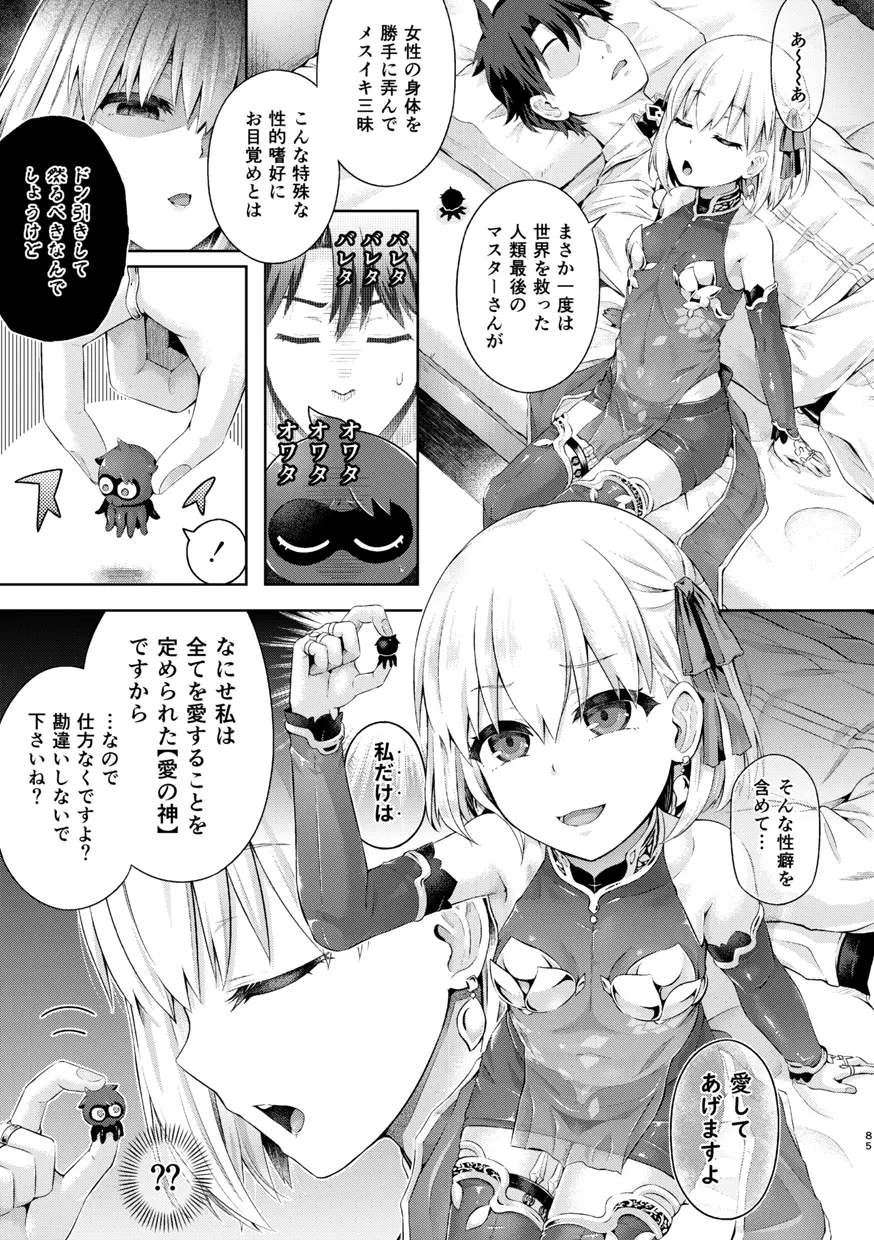 あ〜〜〜あ
まさか一度は
世界を救った
人類最後の
マスターさんが
女性の身体を
勝手に弄んで
メスイキ三昧
こんな特殊な
性的嗜好に
お目覚めとは
バレタ
バレタ
バレタ
オワタ
オワタ
オワタ
ドン引きして
祭るべきなんで
しょうけど
！
そんな性癖を
含めて…
私だけは
愛して
あげますよ
なにせ私は
全てを愛することを
定められた【愛の神】
ですから
…なので
仕方なくですよ？
勘違いしないで
下さいね？
??
85